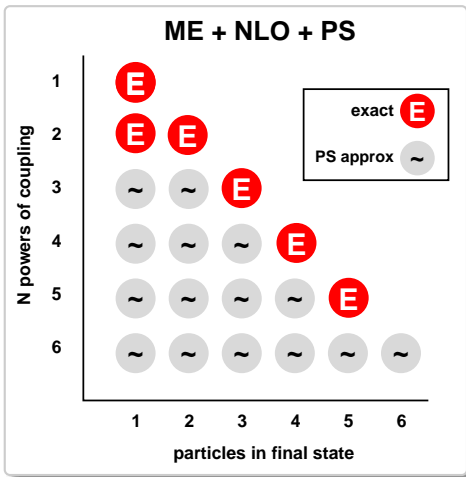 ME + NLO + PS
1 E
exact E
2 E E
PS approx ~
3 ~ ~ E
4 ~ ~ ~ E
5 ~ ~ ~ ~ E
6 ~ ~ ~ ~ ~ ~
N powers of coupling
1 2 3 4 5 6
particles in final state